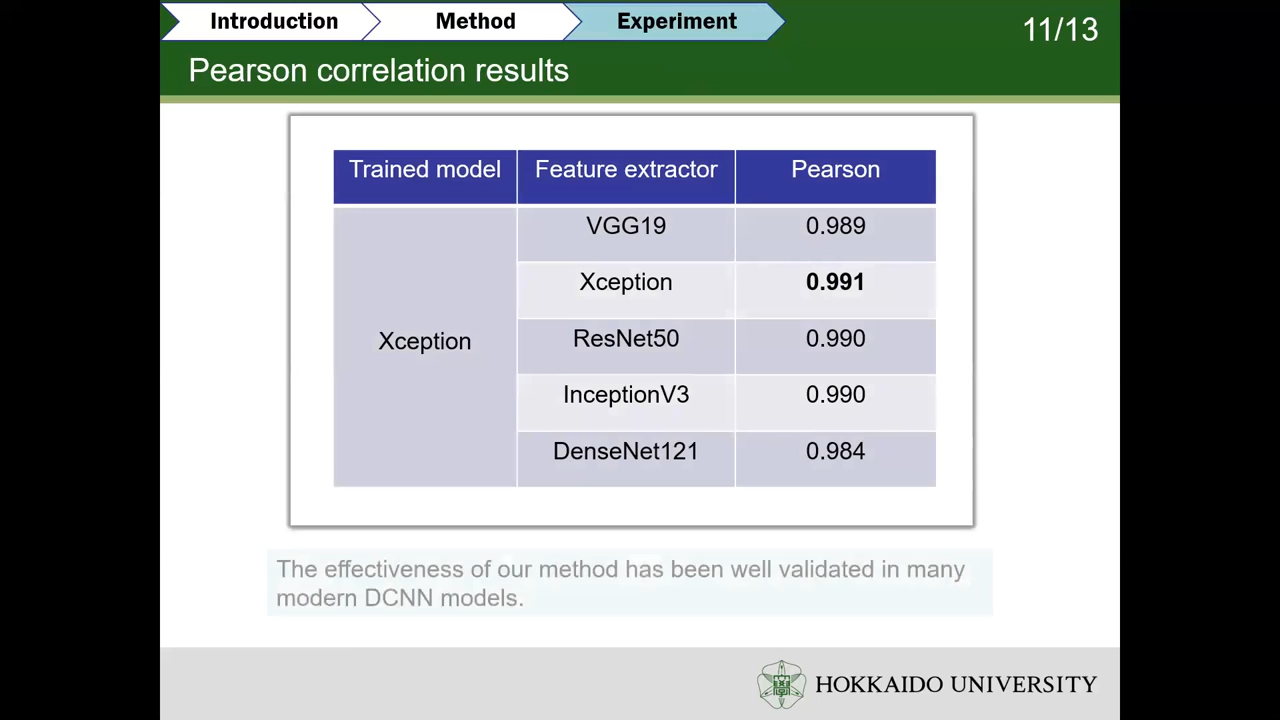 Introduction
Method
Experiment
11/13
Pearson correlation results
Trained model Feature extractor Pearson
VGG19 0.989
Xception 0.991
Xception ResNet50 0.990
InceptionV3 0.990
DenseNet121 0.984
The effectiveness of our method has been well validated in many
modern DCNN models.
HOKKAIDO UNIVERSITY